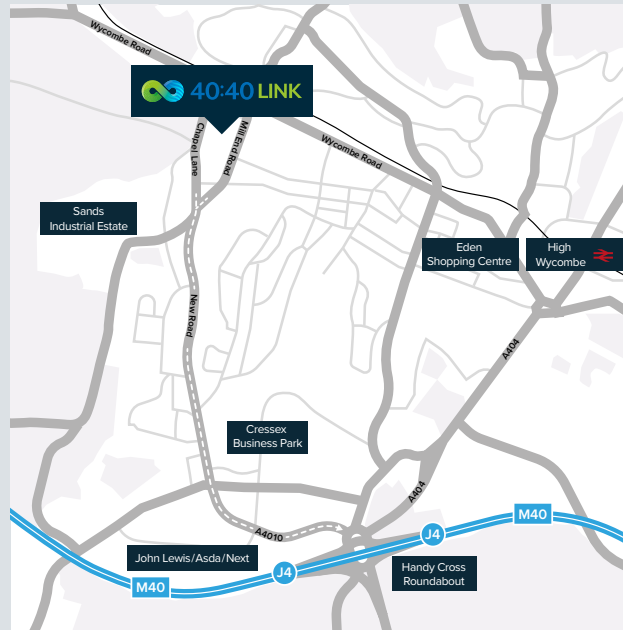 Wycombe Road
40:40 LINK
Chapel Lane
Mill End Road
Wycombe Road
Sands
Industrial Estate
Eden
Shopping Centre
High
Wycombe
New Road
A404
Cressex
Business Park
A404
M40
A4010
J4
John Lewis/Asda/Next
J4
Handy Cross
Roundabout
M40